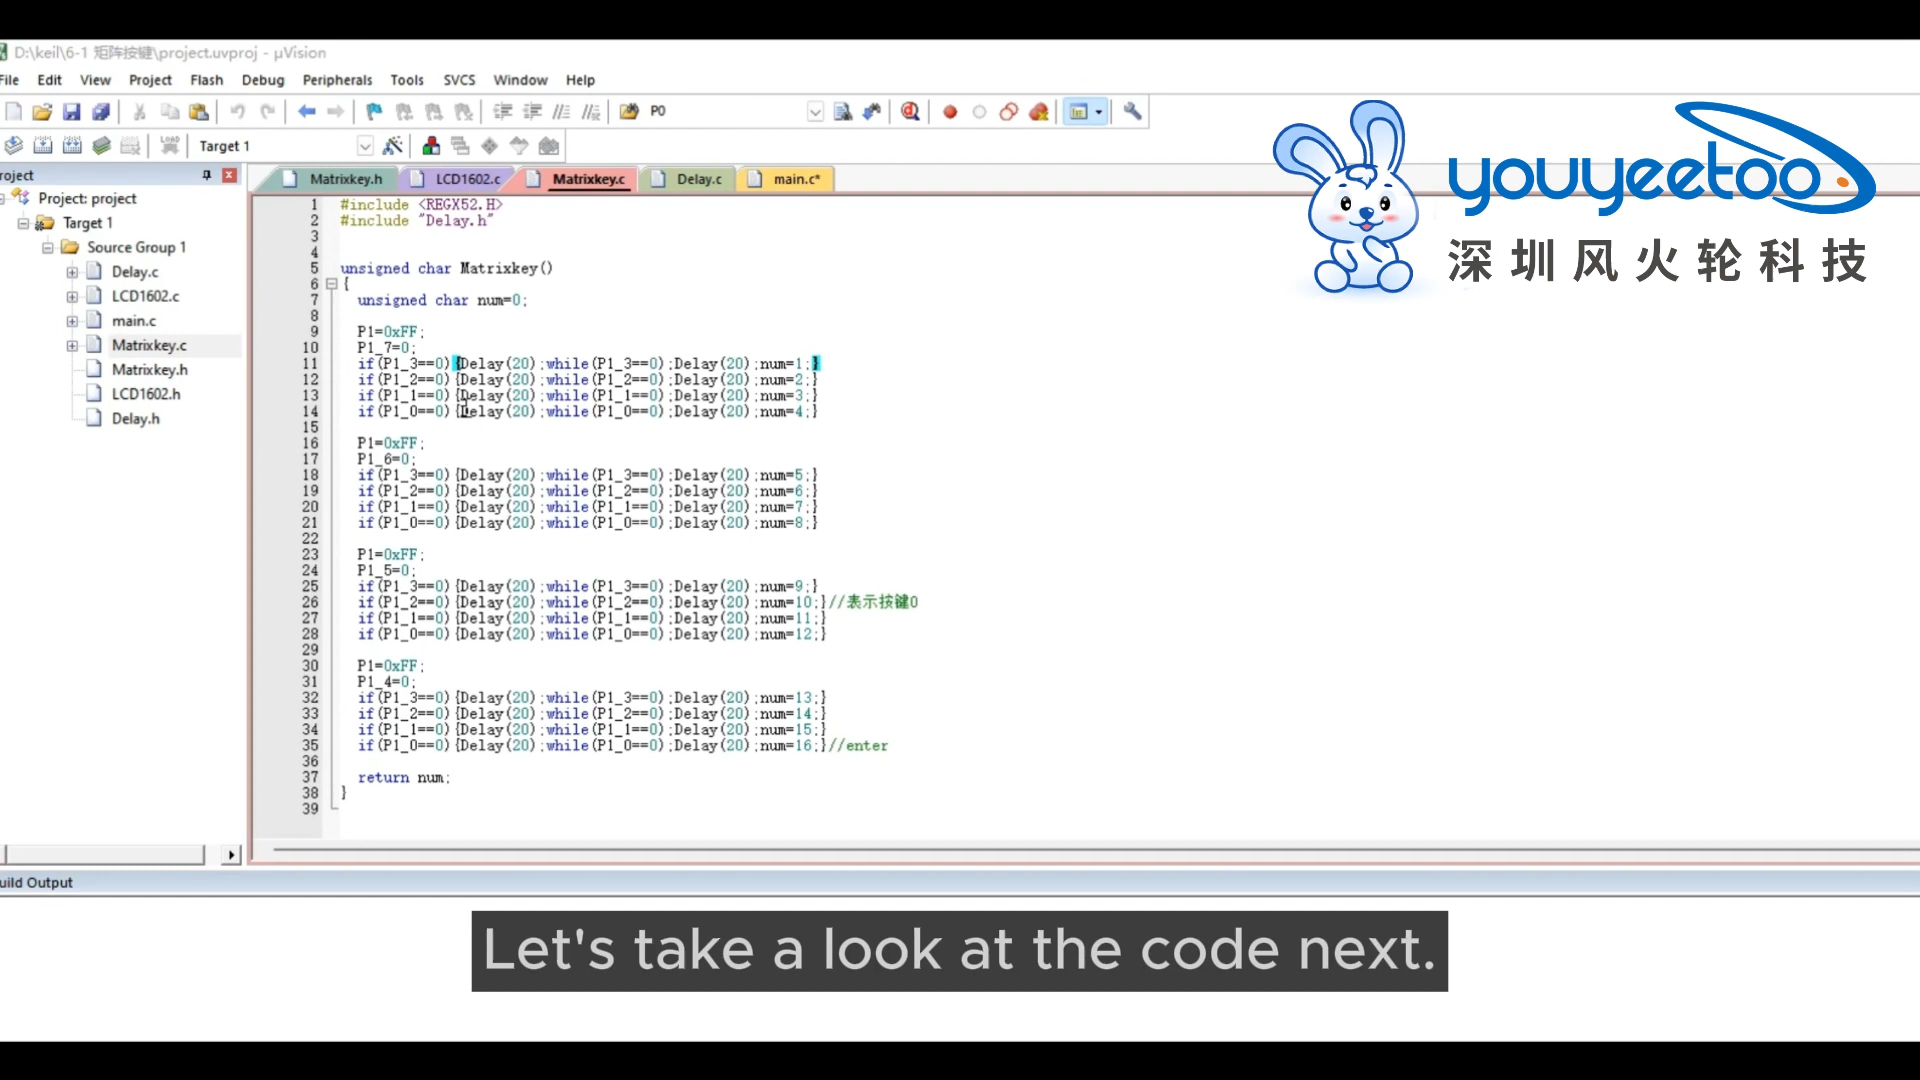 D:\keil\6-1 矩阵按键\project.uvproj - µVision
File Edit View Project Flash Debug Peripherals Tools SVCS Window Help
P0
LOAD
Target 1
roject
Project: project
Target 1
Source Group 1
Delay.c
LCD1602.c
main.c
Matrixkey.c
Matrixkey.h
LCD1602.h
Delay.h
Matrixkey.h LCD1602.c Matrixkey.c Delay.c main.c*
1 #include <REGX52.H>
2 #include "Delay.h"
3
4
5 unsigned char Matrixkey()
6 {
7 unsigned char num=0;
8
9 P1=0xFF;
10 P1_7=0;
11 if(P1_3==0){Delay(20);while(P1_3==0);Delay(20);num=1;}
12 if(P1_2==0){Delay(20);while(P1_2==0);Delay(20);num=2;}
13 if(P1_1==0){Delay(20);while(P1_1==0);Delay(20);num=3;}
14 if(P1_0==0){Delay(20);while(P1_0==0);Delay(20);num=4;}
15
16 P1=0xFF;
17 P1_6=0;
18 if(P1_3==0){Delay(20);while(P1_3==0);Delay(20);num=5;}
19 if(P1_2==0){Delay(20);while(P1_2==0);Delay(20);num=6;}
20 if(P1_1==0){Delay(20);while(P1_1==0);Delay(20);num=7;}
21 if(P1_0==0){Delay(20);while(P1_0==0);Delay(20);num=8;}
22
23 P1=0xFF;
24 P1_5=0;
25 if(P1_3==0){Delay(20);while(P1_3==0);Delay(20);num=9;}
26 if(P1_2==0){Delay(20);while(P1_2==0);Delay(20);num=10;}//表示按键0
27 if(P1_1==0){Delay(20);while(P1_1==0);Delay(20);num=11;}
28 if(P1_0==0){Delay(20);while(P1_0==0);Delay(20);num=12;}
29
30 P1=0xFF;
31 P1_4=0;
32 if(P1_3==0){Delay(20);while(P1_3==0);Delay(20);num=13;}
33 if(P1_2==0){Delay(20);while(P1_2==0);Delay(20);num=14;}
34 if(P1_1==0){Delay(20);while(P1_1==0);Delay(20);num=15;}
35 if(P1_0==0){Delay(20);while(P1_0==0);Delay(20);num=16;}//enter
36
37 return num;
38 }
39
youyeetoo
深圳风火轮科技
uild Output
Let's take a look at the code next.